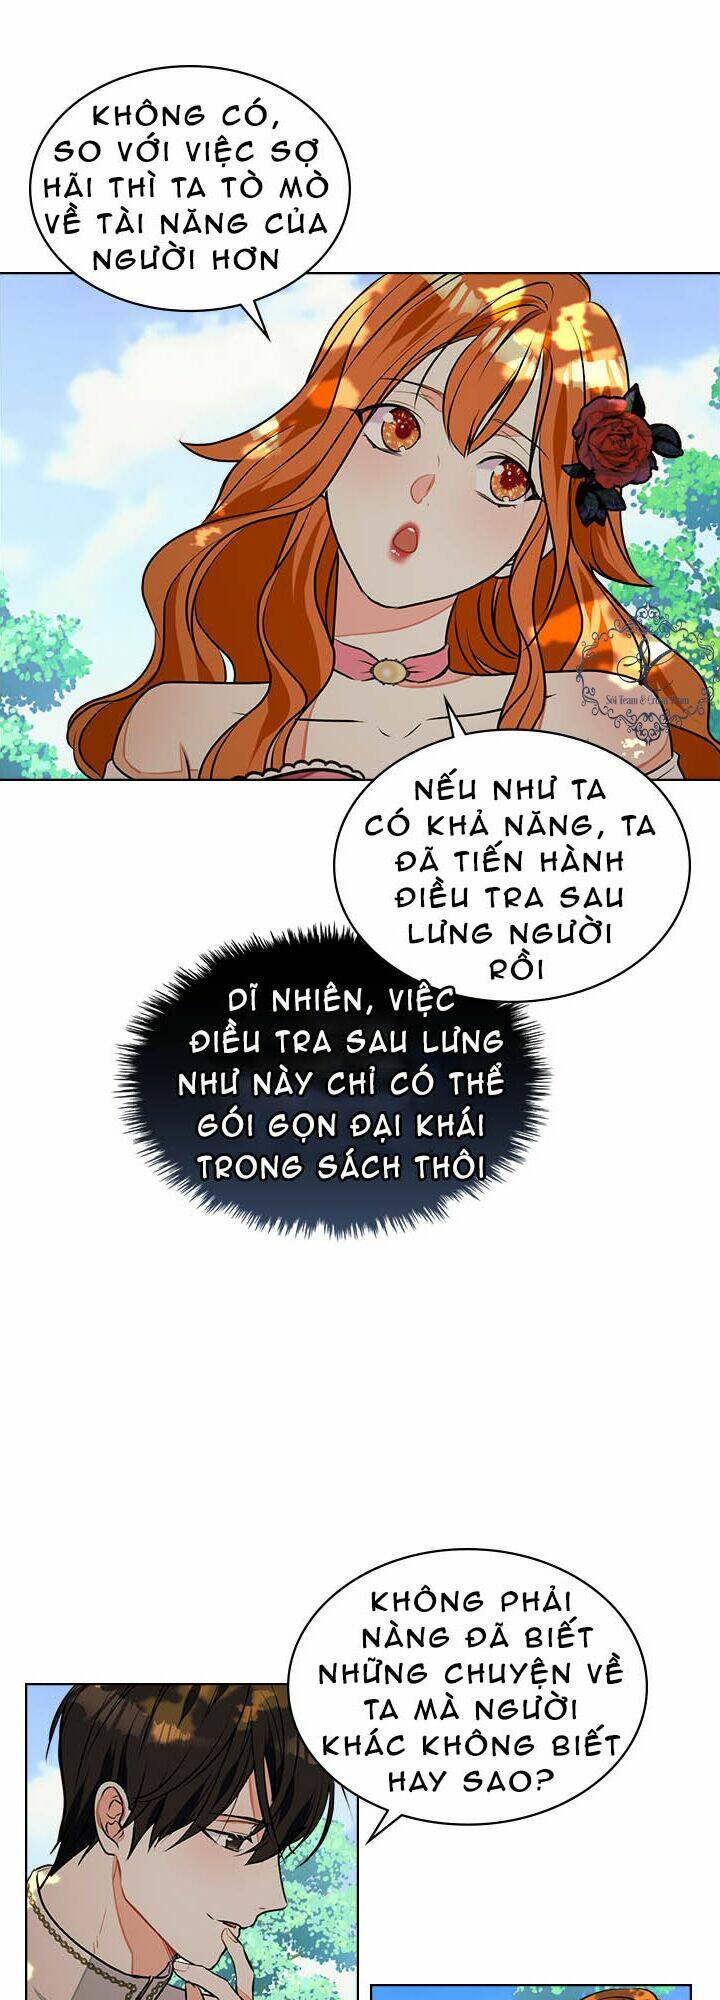 KHÔNG CÓ,
SO VỚI VIỆC SỢ
HÃI THÌ TA TÒ MÒ
VỀ TÀI NĂNG CỦA
NGƯỜI HƠN
Sói Team &
NẾU NHƯ TA
CÓ KHẢ NĂNG, TA
ĐÃ TIẾN HÀNH
ĐIỀU TRA SAU
LƯNG NGƯỜI
RỒI
DĨ NHIÊN, VIỆC
ĐIỀU TRA SAU LƯNG
NHƯ NÀY CHỈ CÓ THỂ
GÓI GỌN ĐẠI KHÁI
TRONG SÁCH THÔI
KHÔNG PHẢI
NÀNG ĐÃ BIẾT
NHỮNG CHUYỆN VỀ
TA MÀ NGƯỜI
KHÁC KHÔNG BIẾT
HAY SAO?